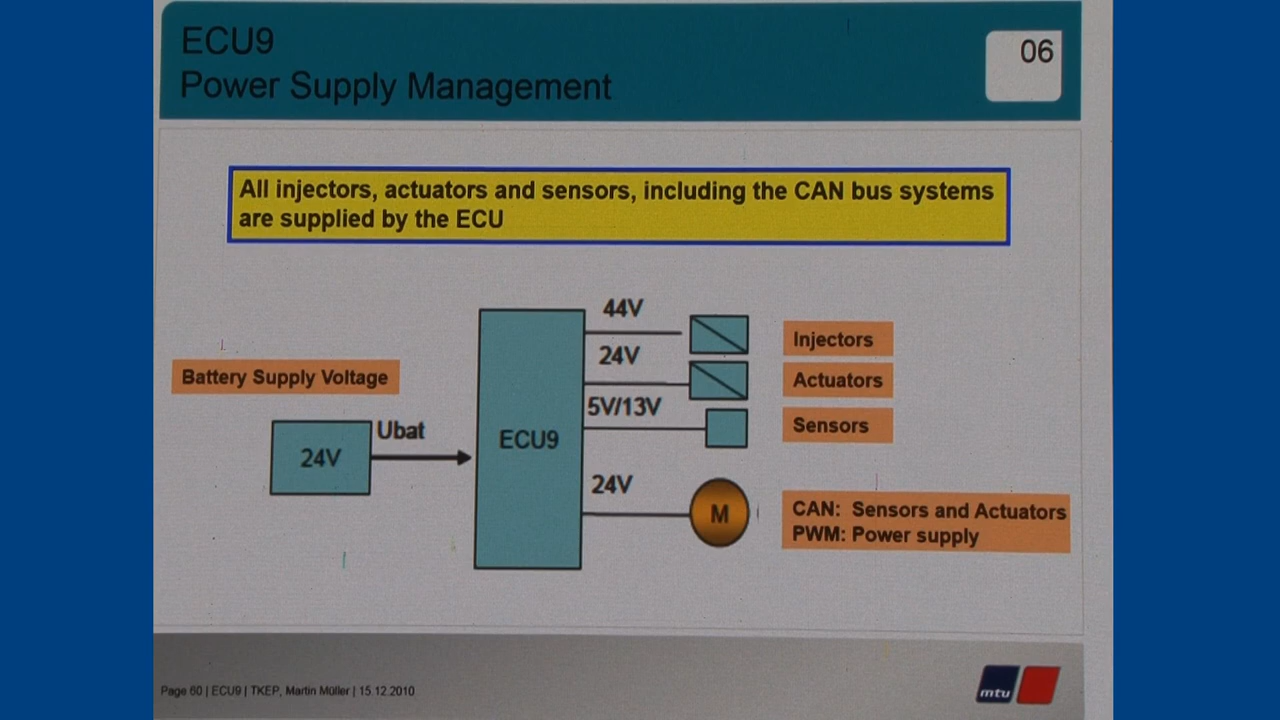 ECU9
Power Supply Management
06
All injectors, actuators and sensors, including the CAN bus systems
are supplied by the ECU
44V
Injectors
24V
Actuators
Battery Supply Voltage
5V/13V
Sensors
Ubat
24V
ECU9
24V
M
CAN: Sensors and Actuators
PWM: Power supply
Page 60 | ECU9 | TKEP, Martin Müller | 15.12.2010
mtu